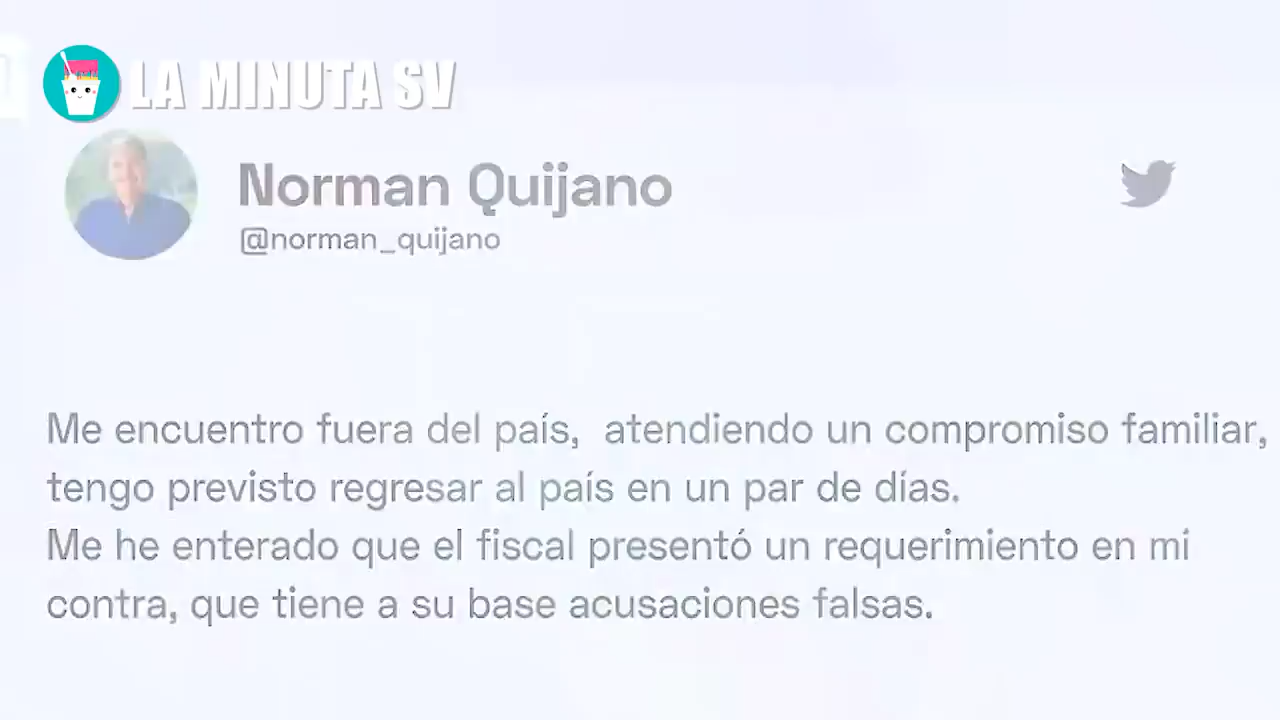 LA MINUTA SV
Norman Quijano
@norman_quijano
Me encuentro fuera del país, atendiendo un compromiso familiar,
tengo previsto regresar al país en un par de días.
Me he enterado que el fiscal presentó un requerimiento en mi
contra, que tiene a su base acusaciones falsas.